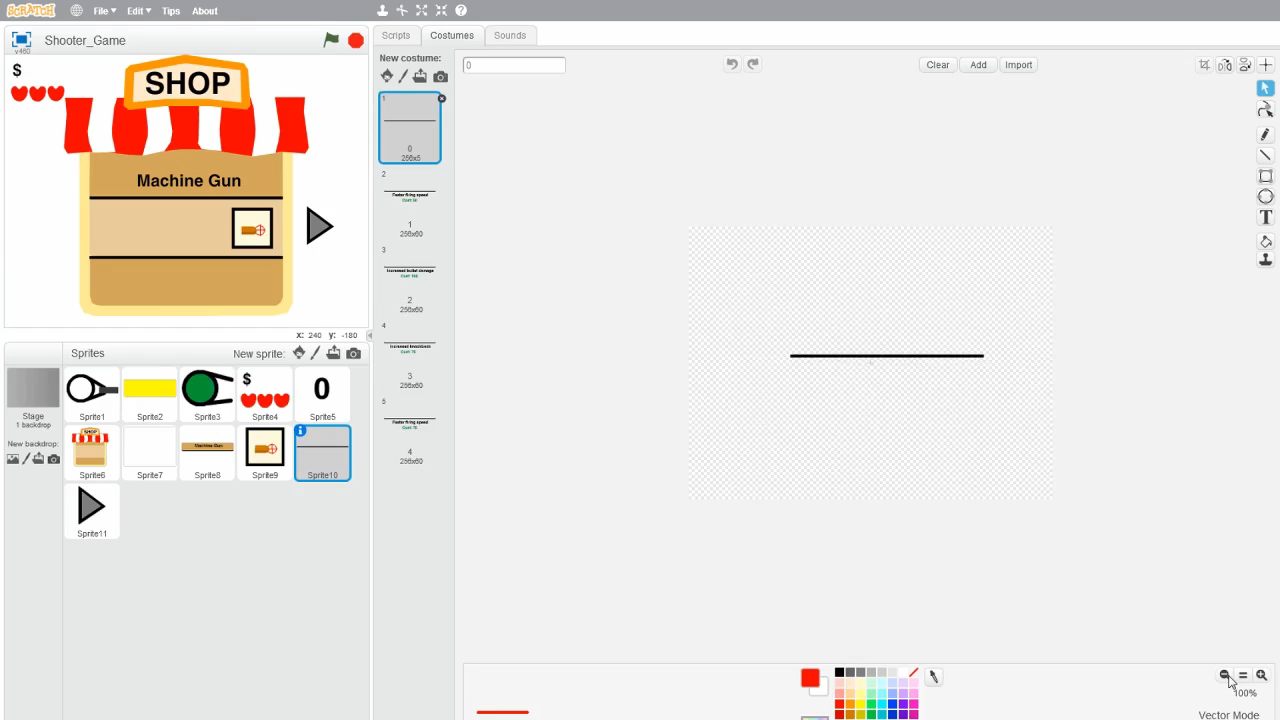 SCRATCH File Edit Tips About
v460 Shooter_Game
Scripts Costumes Sounds
New costume:
0
Clear Add Import
$
SHOP
Machine Gun
x: 240 y: -180
Sprites New sprite:
Stage
1 backdrop
New backdrop:
Sprite1
Sprite2
Sprite3
$
Sprite4
0
Sprite5
SHOP
Sprite6
Sprite7
Machine Gun
Sprite8
Sprite9
Sprite10
Sprite11
1
0
256x5
2
Faster firing speed
1
256x60
3
Increased bullet damage
2
256x60
4
Increased knockback
3
256x60
5
Faster firing speed
4
256x60
100%
Vector Mode